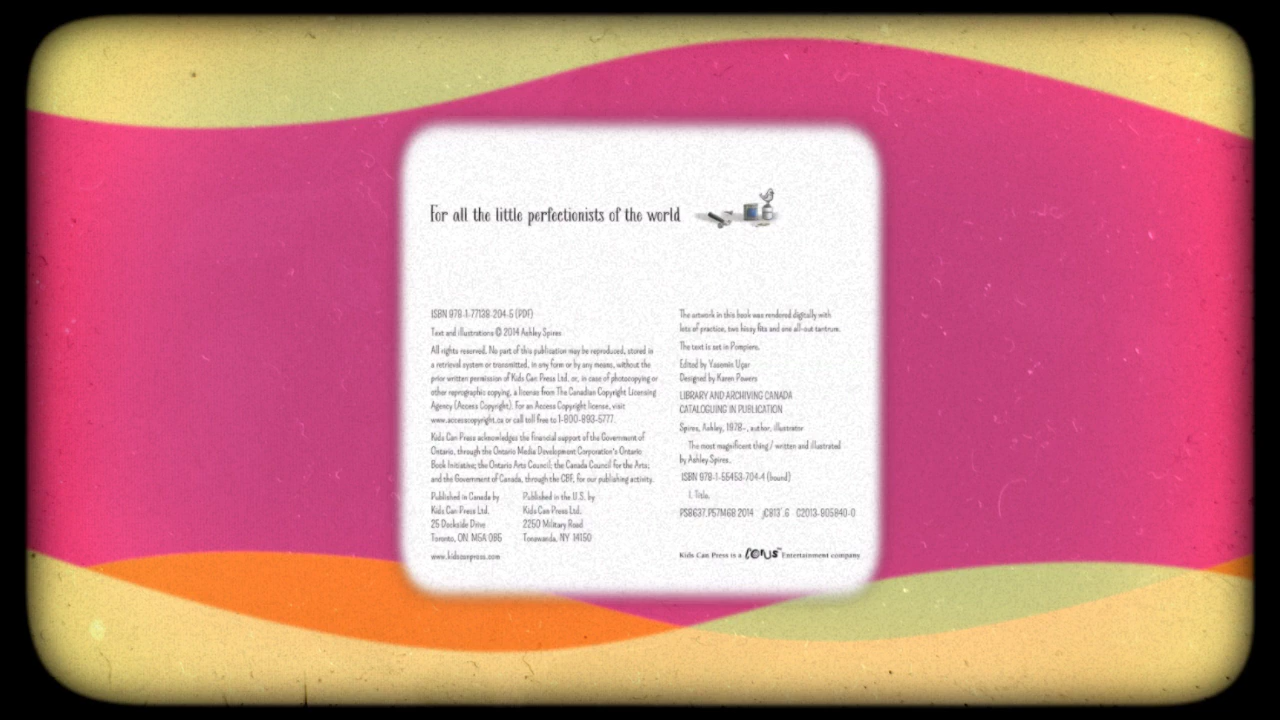 For all the little perfectionists of the world
ISBN 978-1-77138-204-5 (PDF)
Text and illustrations © 2014 Ashley Spires
All rights reserved. No part of this publication may be reproduced, stored in
a retrieval system or transmitted, in any form or by any means, without the
prior written permission of Kids Can Press Ltd. or, in case of photocopying or
other reprographic copying, a license from The Canadian Copyright Licensing
Agency (Access Copyright). For an Access Copyright license, visit
www.accesscopyright.ca or call toll free to 1-800-893-5777.
Kids Can Press acknowledges the financial support of the Government of
Ontario, through the Ontario Media Development Corporation's Ontario
Book Initiative; the Ontario Arts Council; the Canada Council for the Arts;
and the Government of Canada, through the CBF, for our publishing activity.
Published in Canada by
Kids Can Press Ltd.
25 Dockside Drive
Toronto, ON M5A 0B5
Published in the U.S. by
Kids Can Press Ltd.
2250 Military Road
Tonawanda, NY 14150
www.kidscanpress.com
The artwork in this book was rendered digitally with
lots of practice, two hissy fits and one all-out tantrum.
The text is set in Pompiere.
Edited by Yasemin Uçar
Designed by Karen Powers
LIBRARY AND ARCHIVING CANADA
CATALOGUING IN PUBLICATION
Spires, Ashley, 1978-, author, illustrator
The most magnificent thing / written and illustrated
by Ashley Spires.
ISBN 978-1-55453-704-4 (bound)
I. Title.
PS8637.P57M68 2014 jC813'.6 C2013-905840-0
Kids Can Press is a corus™ Entertainment company